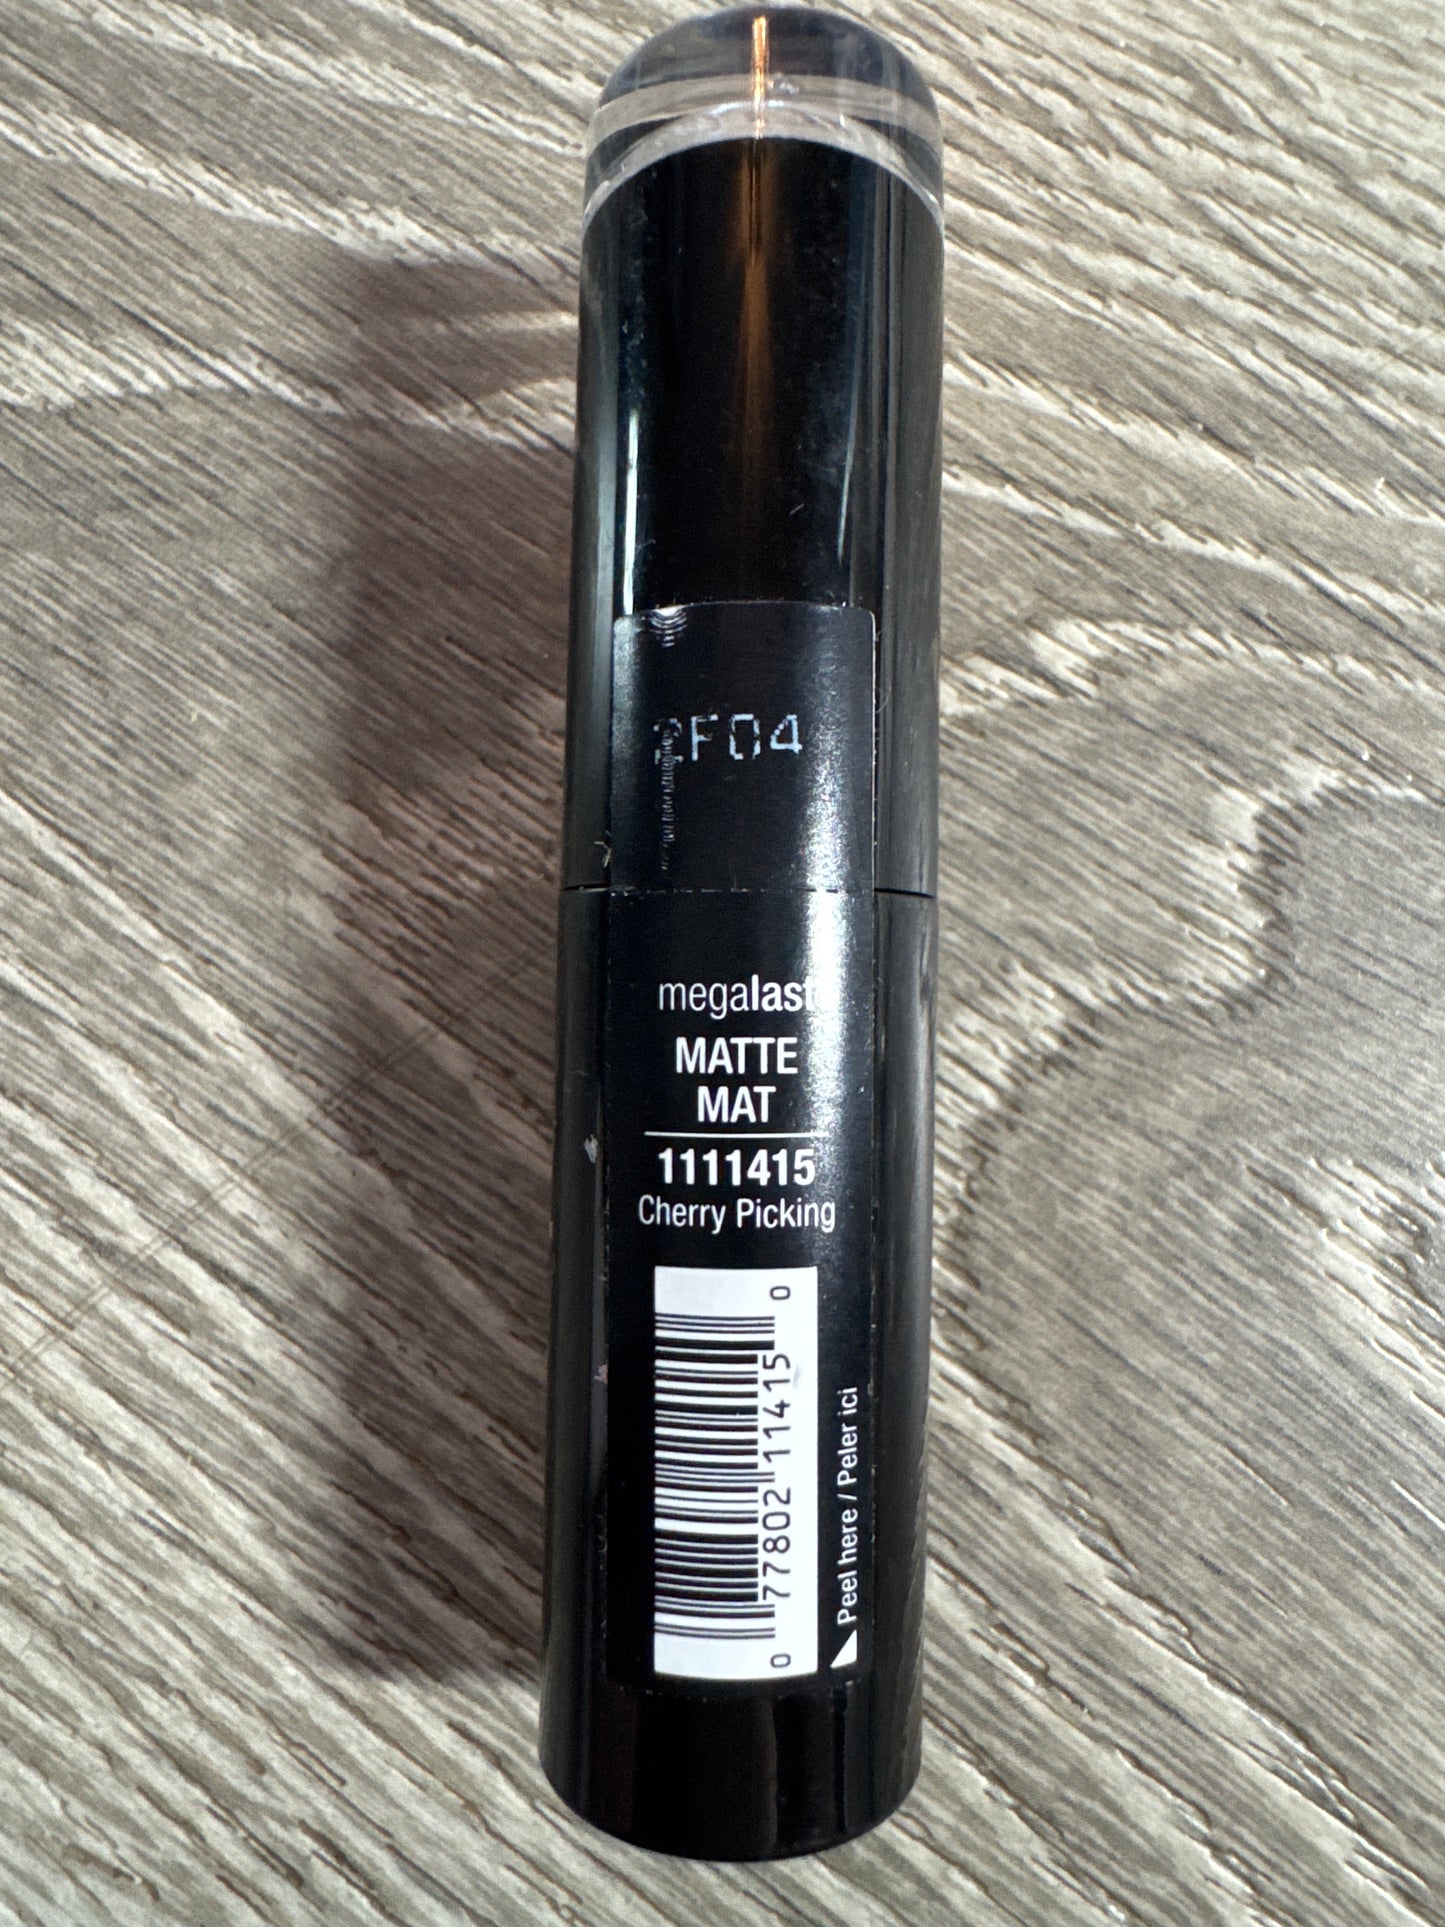 2F04
megalast
MATTE
MAT
1111415
Cherry Picking
0 77802 11415 0
Peel here / Peler ici